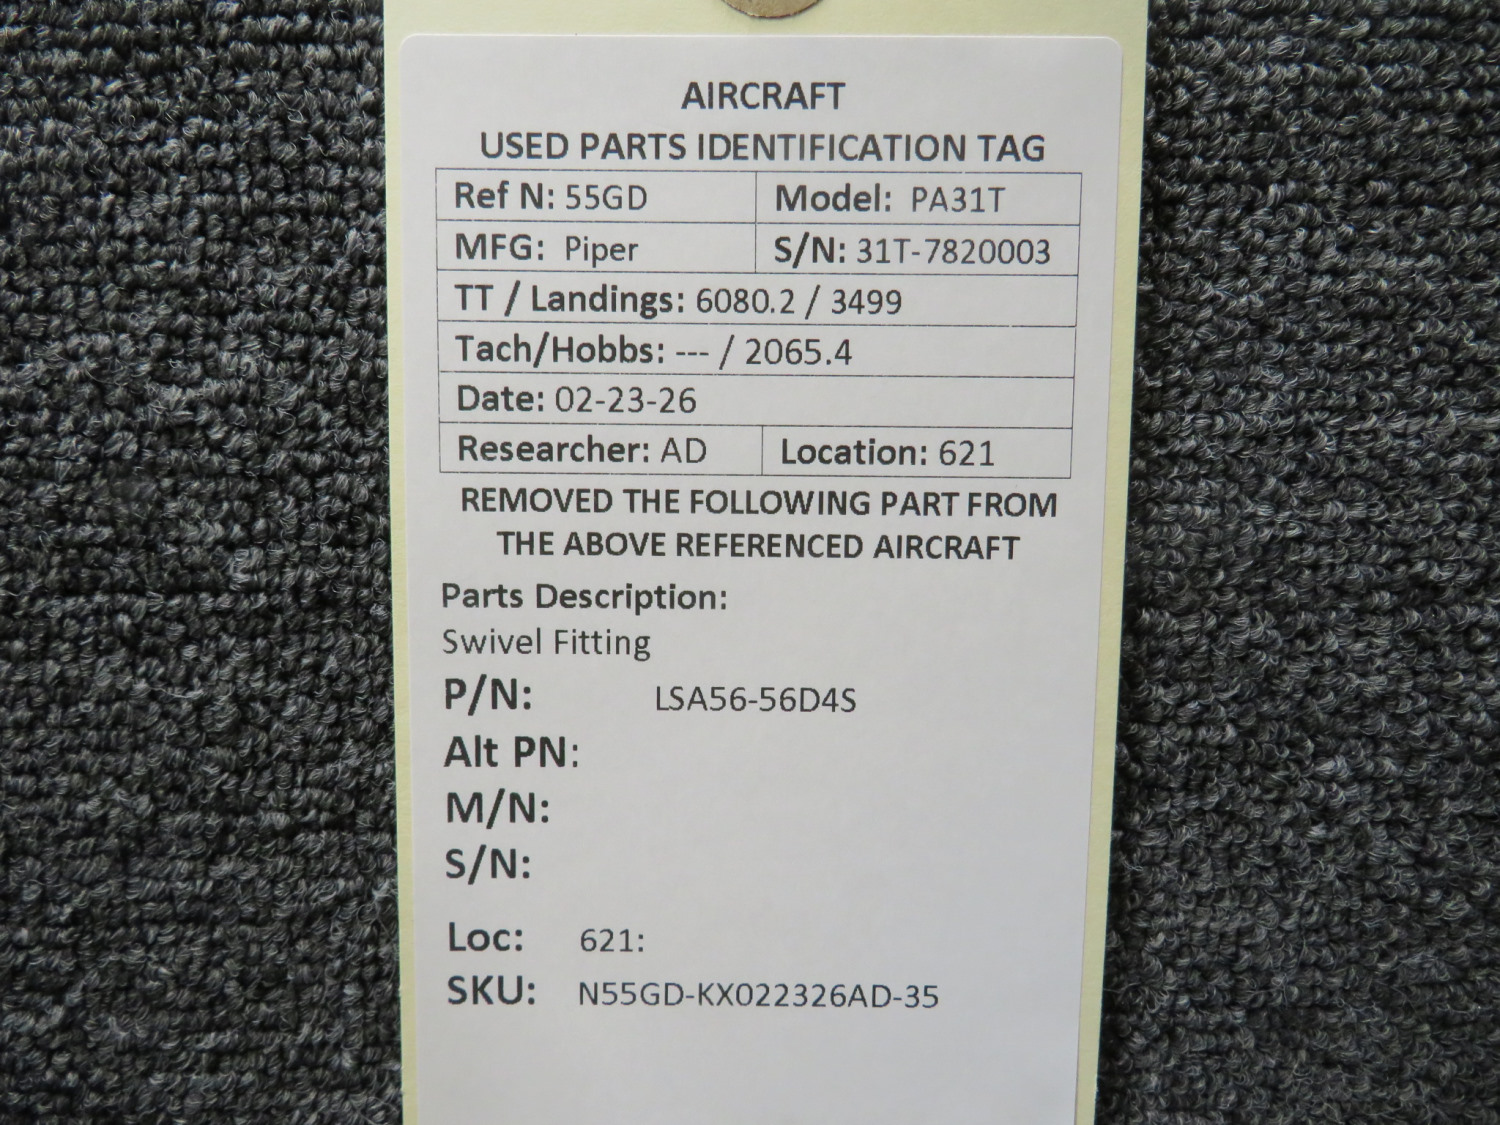 AIRCRAFT
USED PARTS IDENTIFICATION TAG
Ref N: 55GD Model: PA31T
MFG: Piper S/N: 31T-7820003
TT / Landings: 6080.2 / 3499
Tach/Hobbs: --- / 2065.4
Date: 02-23-26
Researcher: AD Location: 621
REMOVED THE FOLLOWING PART FROM
THE ABOVE REFERENCED AIRCRAFT
Parts Description:
Swivel Fitting
P/N: LSA56-56D4S
Alt PN:
M/N:
S/N:
Loc: 621:
SKU: N55GD-KX022326AD-35